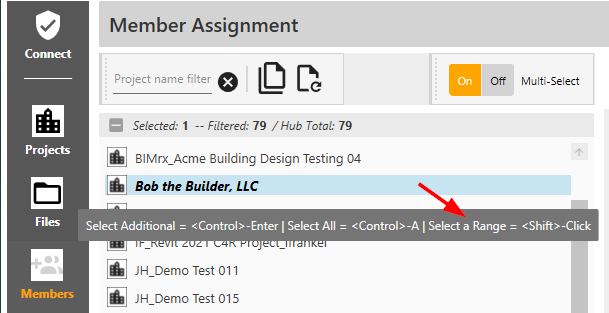 Member Assignment
Connect
Projects
Files
Members
Project name filter
On Off Multi-Select
Selected: 1 -- Filtered: 79 / Hub Total: 79
BIMrx_Acme Building Design Testing 04
Bob the Builder, LLC
Select Additional = <Control>-Enter | Select All = <Control>-A | Select a Range = <Shift>-Click
IF_Revit 2021 C4R Project_ifranker
JH_Demo Test 011
JH_Demo Test 015